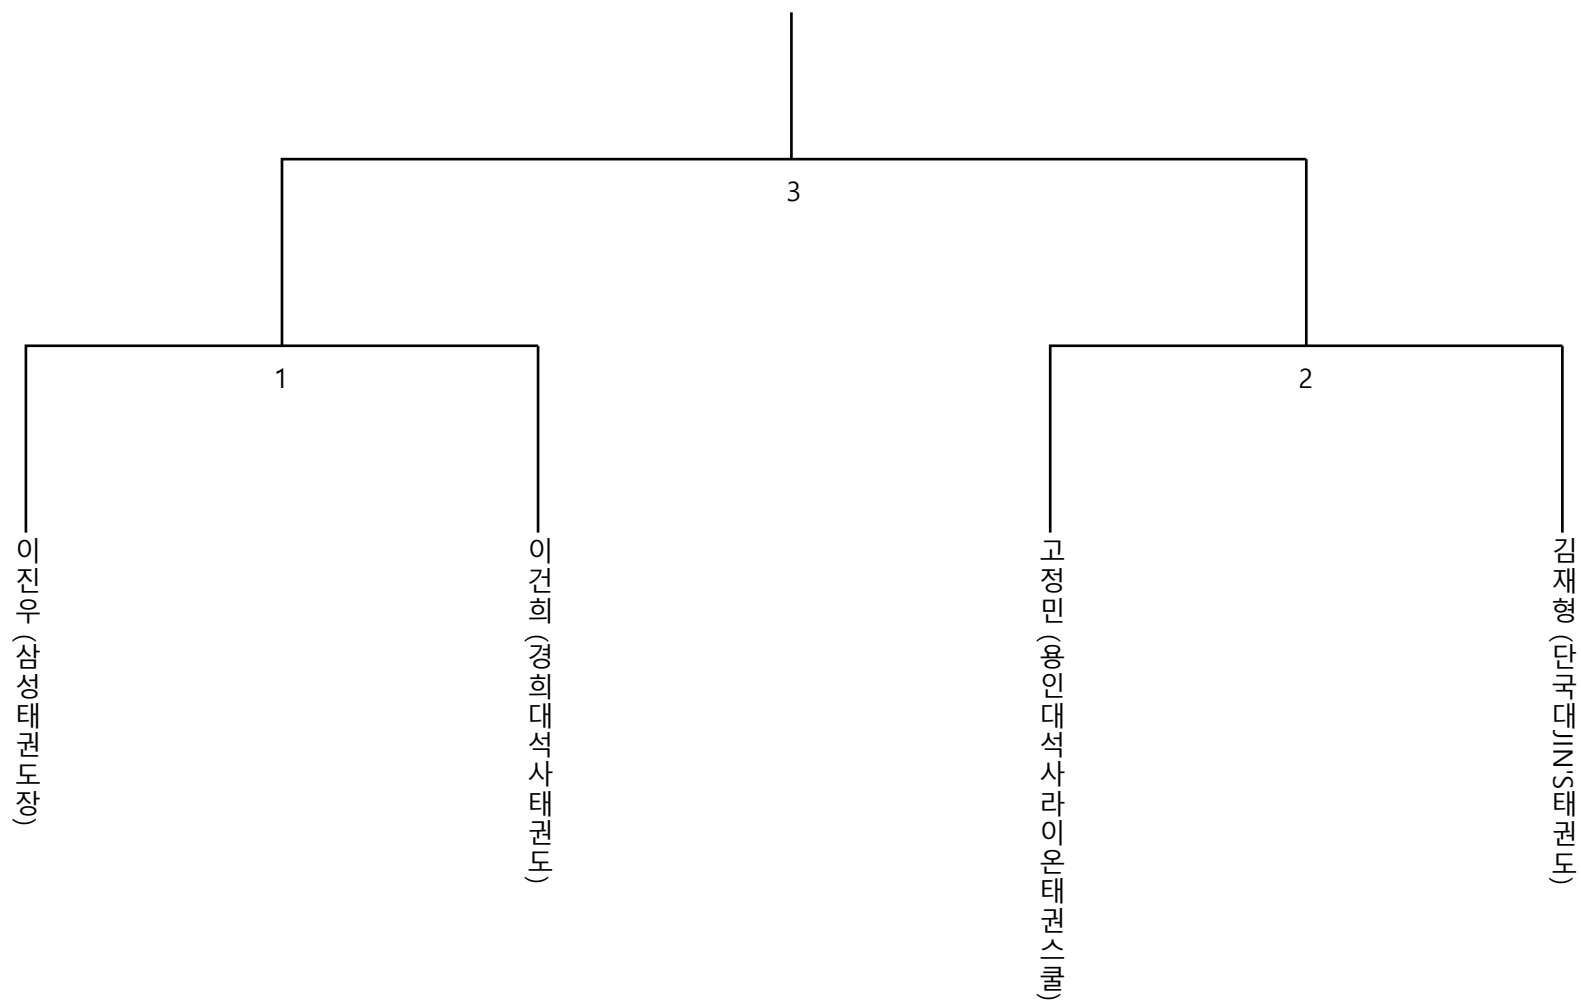 3
1
2
이진우 (삼성태권도장)
이건희 (경희대석사태권도)
고정민 (용인대석사라이온태권스쿨)
김재형 (단국대JIN'S태권도)